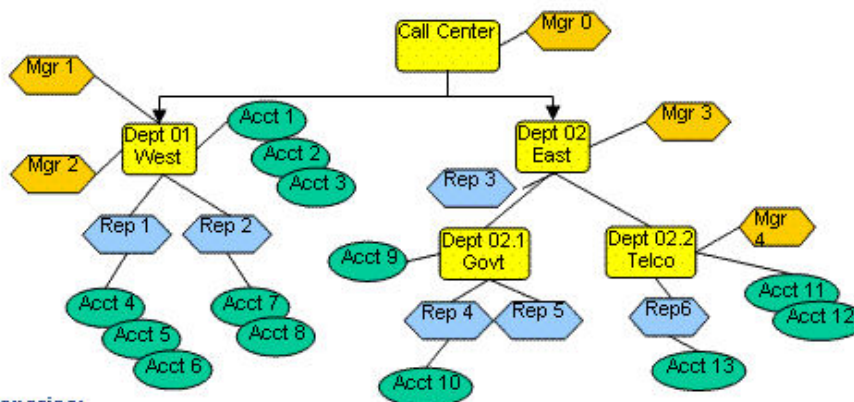 Call Center
Mgr 0
Mgr 1
Mgr 2
Dept 01
West
Acct 1
Acct 2
Acct 3
Dept 02
East
Mgr 3
Rep 3
Rep 1
Rep 2
Acct 9
Dept 02.1
Govt
Dept 02.2
Telco
Mgr
4
Acct 4
Acct 5
Acct 6
Acct 7
Acct 8
Rep 4
Rep 5
Rep6
Acct 11
Acct 12
Acct 10
Acct 13